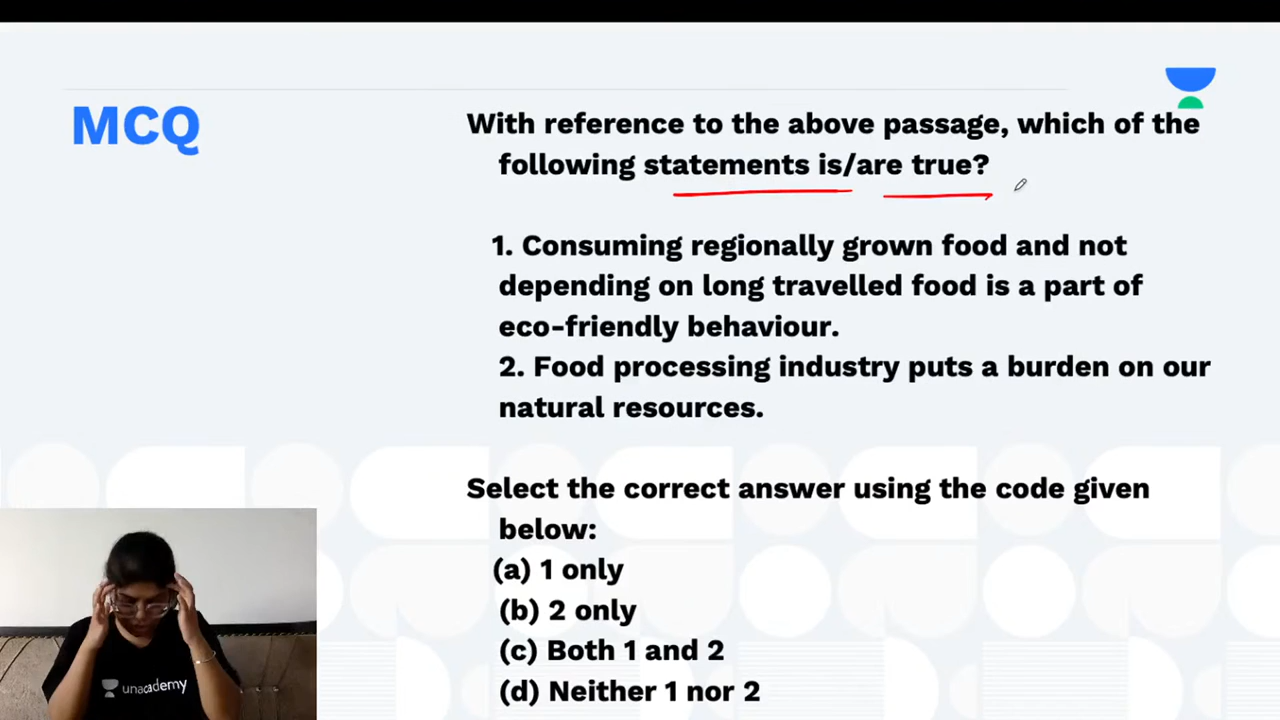 MCQ
With reference to the above passage, which of the
following statements is/are true?
1. Consuming regionally grown food and not
depending on long travelled food is a part of
eco-friendly behaviour.
2. Food processing industry puts a burden on our
natural resources.
Select the correct answer using the code given
below:
(a) 1 only
(b) 2 only
(c) Both 1 and 2
(d) Neither 1 nor 2
unacademy